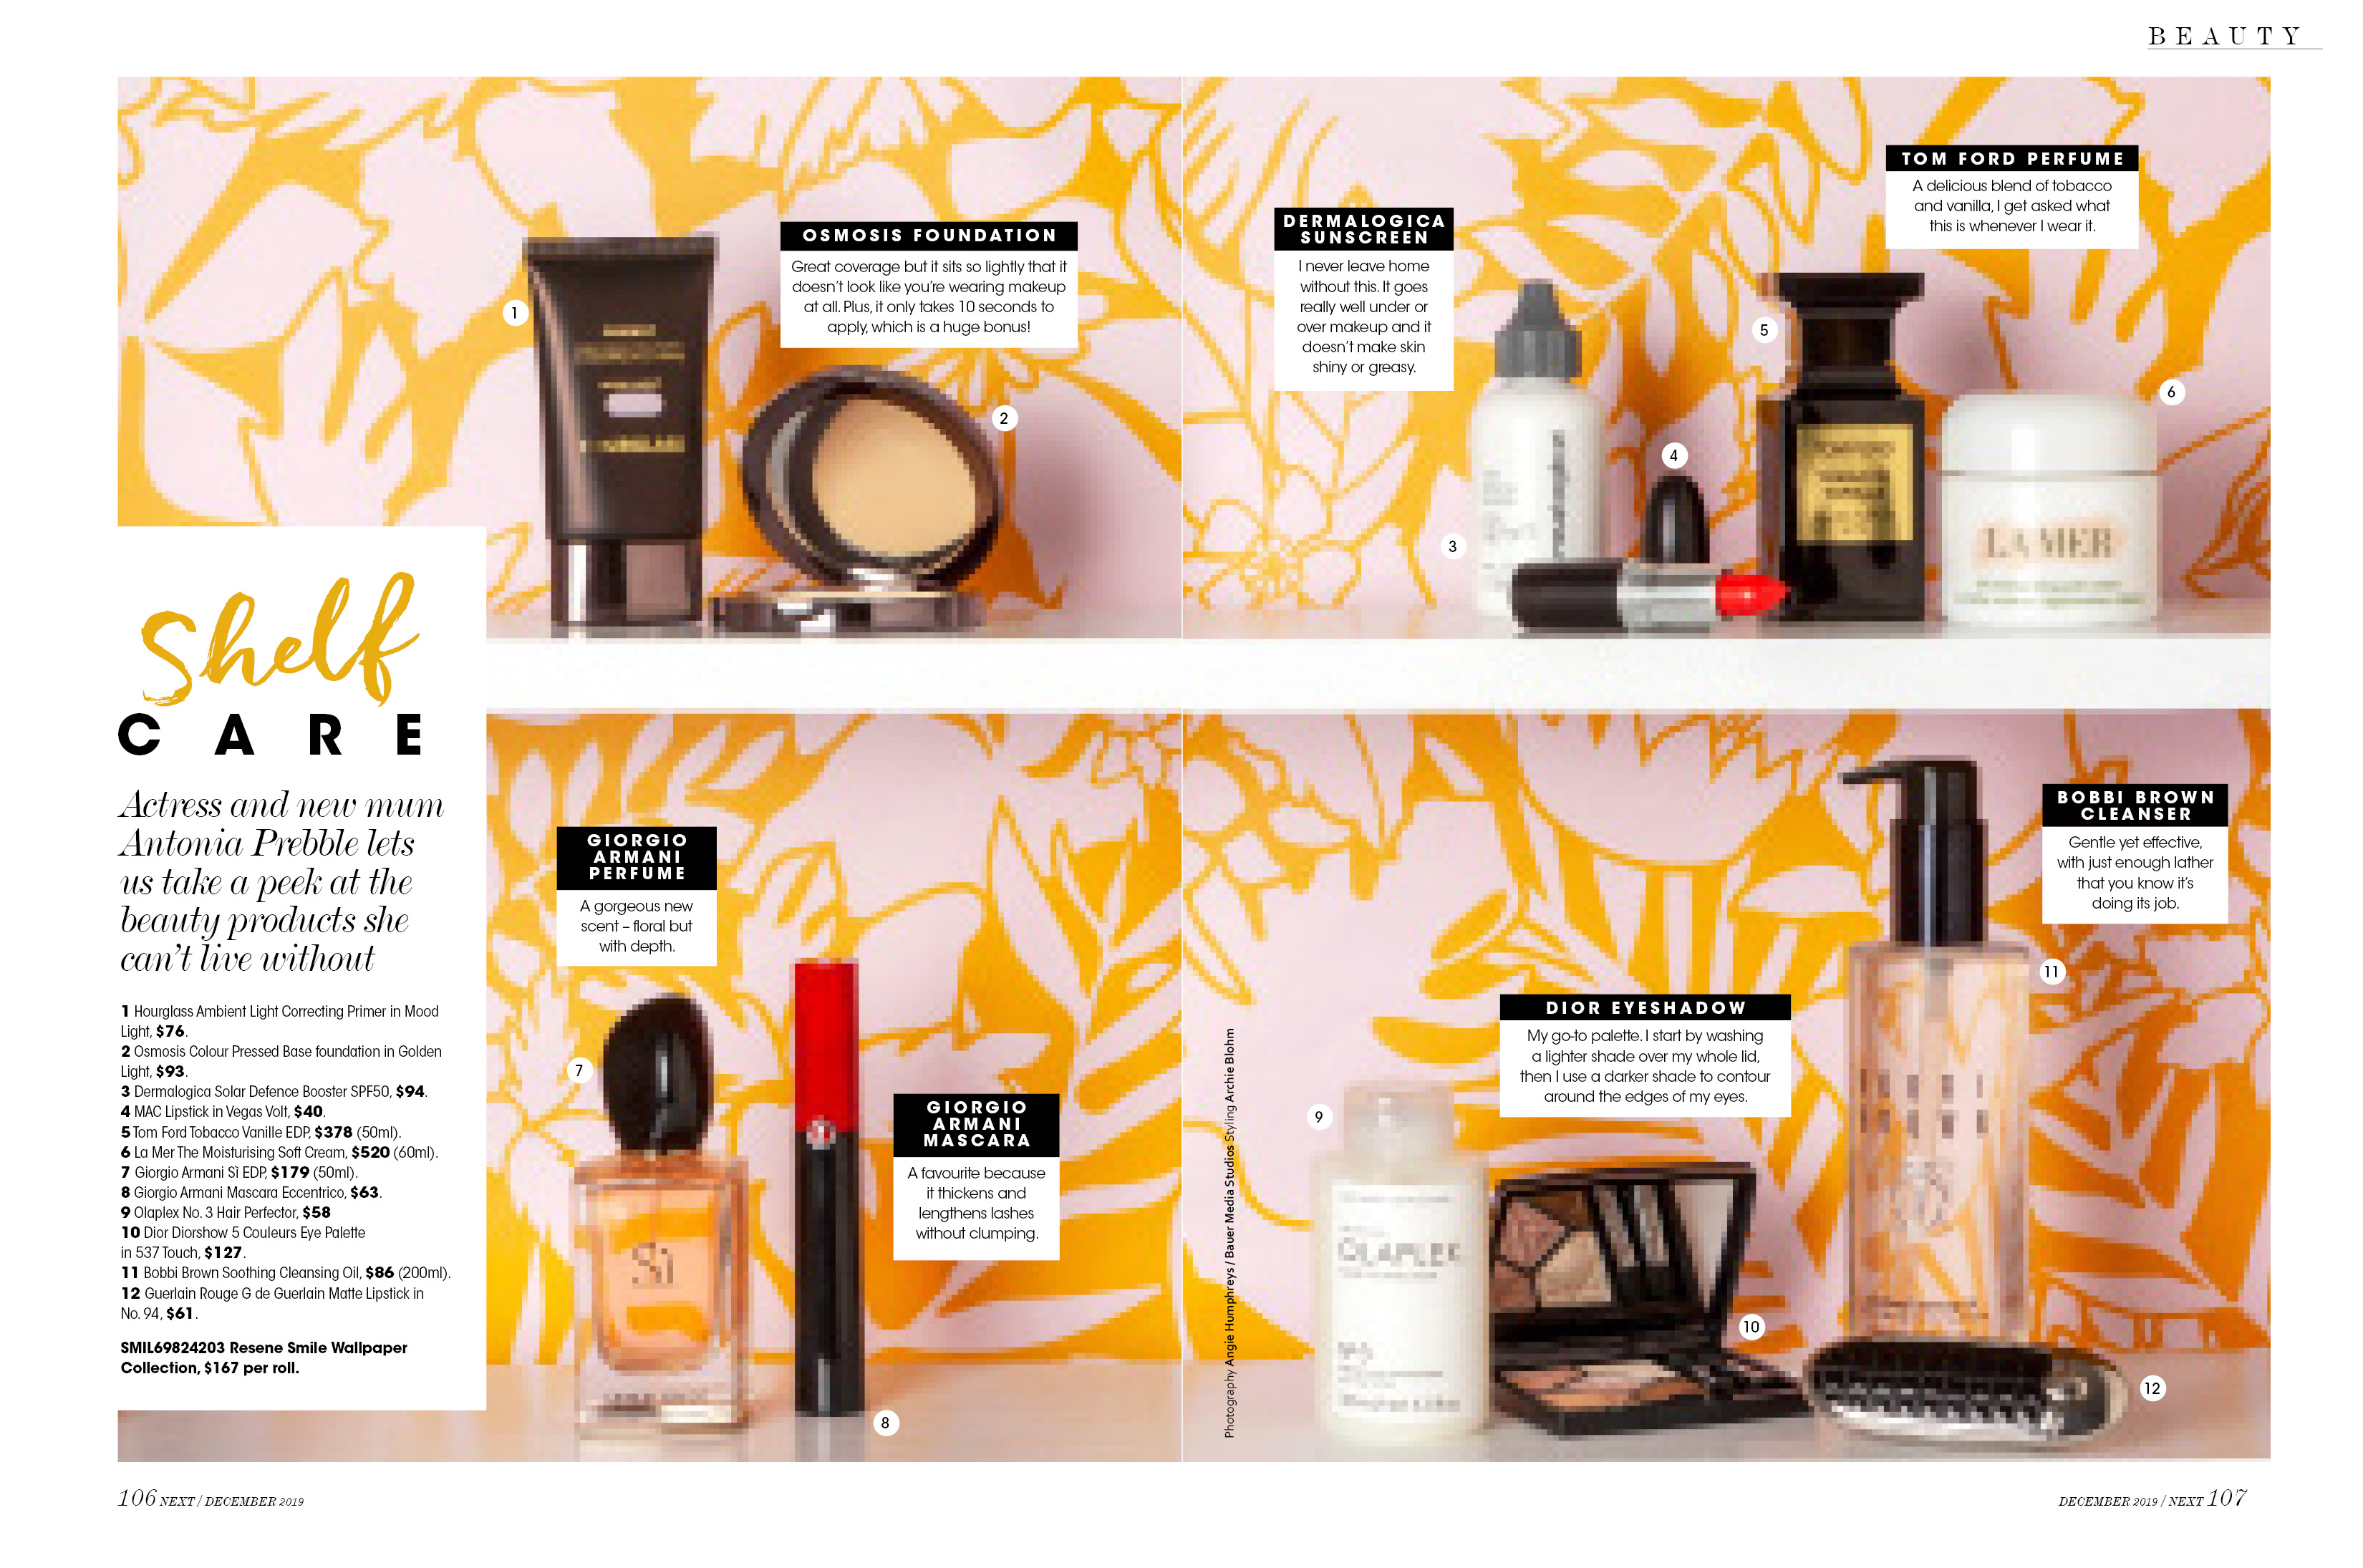 BEAUTY
OSMOSIS FOUNDATION
Great coverage but it sits so lightly that it
doesn't look like you're wearing makeup
at all. Plus, it only takes 10 seconds to
apply, which is a huge bonus!
1
2
DERMALOGICA
SUNSCREEN
I never leave home
without this. It goes
really well under or
over makeup and it
doesn't make skin
shiny or greasy.
TOM FORD PERFUME
A delicious blend of tobacco
and vanilla, I get asked what
this is whenever I wear it.
3
4
5
6
LA MER
Shelf
CARE
Actress and new mum
Antonia Prebble lets
us take a peek at the
beauty products she
can't live without
1 Hourglass Ambient Light Correcting Primer in Mood
Light, $76.
2 Osmosis Colour Pressed Base foundation in Golden
Light, $93.
3 Dermalogica Solar Defence Booster SPF50, $94.
4 MAC Lipstick in Vegas Volt, $40.
5 Tom Ford Tobacco Vanille EDP, $378 (50ml).
6 La Mer The Moisturising Soft Cream, $520 (60ml).
7 Giorgio Armani Sì EDP, $179 (50ml).
8 Giorgio Armani Mascara Eccentrico, $63.
9 Olaplex No. 3 Hair Perfector, $58
10 Dior Diorshow 5 Couleurs Eye Palette
in 537 Touch, $127.
11 Bobbi Brown Soothing Cleansing Oil, $86 (200ml).
12 Guerlain Rouge G de Guerlain Matte Lipstick in
No. 94, $61.
SMIL69824203 Resene Smile Wallpaper
Collection, $167 per roll.
GIORGIO
ARMANI
PERFUME
A gorgeous new
scent – floral but
with depth.
7
Sì
GIORGIO
ARMANI
MASCARA
A favourite because
it thickens and
lengthens lashes
without clumping.
8
Photography Angie Humphreys / Bauer Media Studios Styling Archie Blohm
9
OLAPLEX
DIOR EYESHADOW
My go-to palette. I start by washing
a lighter shade over my whole lid,
then I use a darker shade to contour
around the edges of my eyes.
10
BOBBI BROWN
CLEANSER
Gentle yet effective,
with just enough lather
that you know it's
doing its job.
11
12
106 NEXT / DECEMBER 2019
DECEMBER 2019 / NEXT 107